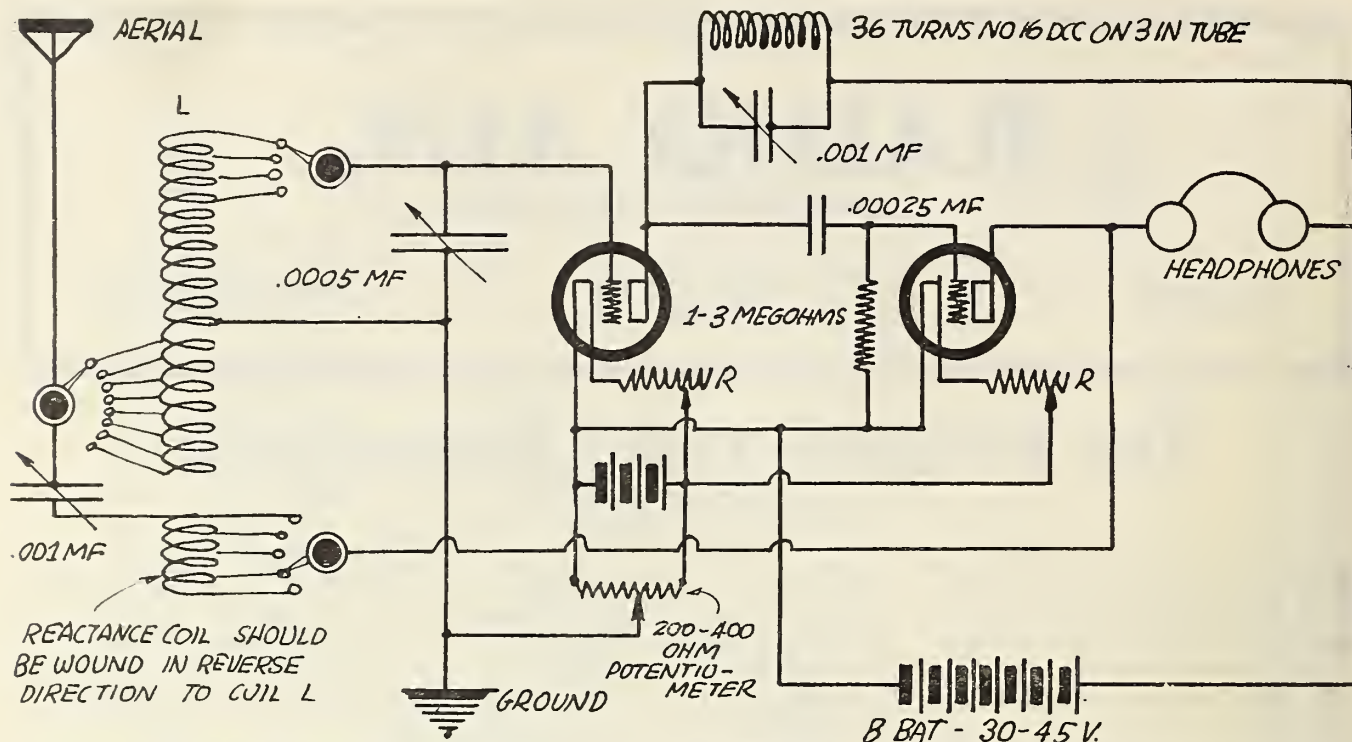 AERIAL
36 TURNS NO 16 DCC ON 3 IN TUBE
L
.001 MF
.00025 MF
.0005 MF
HEADPHONES
1-3 MEGOHMS
R
R
.001 MF
REACTANCE COIL SHOULD
BE WOUND IN REVERSE
DIRECTION TO COIL L
200-400
OHM
POTENTIO-
METER
GROUND
B BAT - 30-45 V.